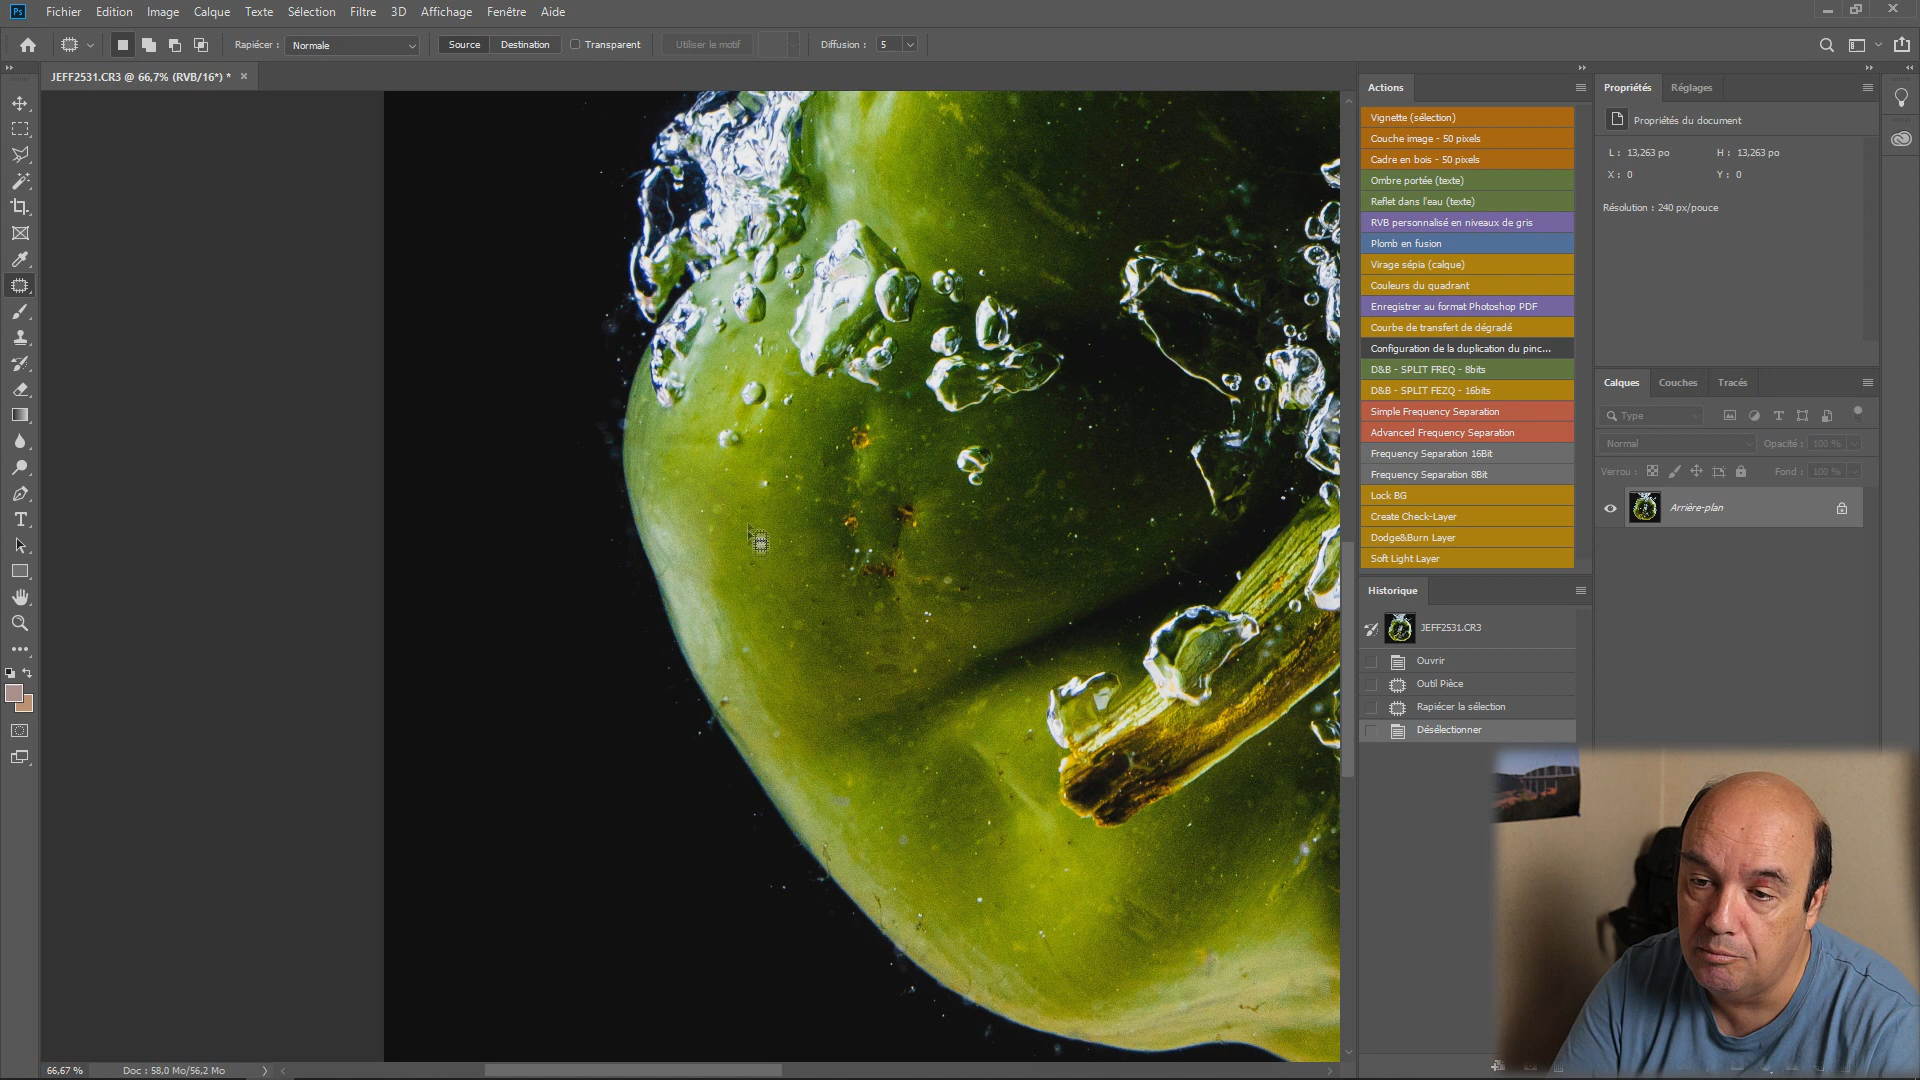 Ps Fichier Edition Image Calque Texte Sélection Filtre 3D Affichage Fenêtre Aide
Rapiécer : Normale Source Destination Transparent Utiliser le motif Diffusion : 5
JEFF2531.CR3 @ 66,7% (RVB/16*) * ×
Actions
Vignette (sélection)
Couche image - 50 pixels
Cadre en bois - 50 pixels
Ombre portée (texte)
Reflet dans l'eau (texte)
RVB personnalisé en niveaux de gris
Plomb en fusion
Virage sépia (calque)
Couleurs du quadrant
Enregistrer au format Photoshop PDF
Courbe de transfert de dégradé
Configuration de la duplication du pinc...
D&B - SPLIT FREQ - 8bits
D&B - SPLIT FEZQ - 16bits
Simple Frequency Separation
Advanced Frequency Separation
Frequency Separation 16Bit
Frequency Separation 8Bit
Lock BG
Create Check-Layer
Dodge&Burn Layer
Soft Light Layer
Historique
JEFF2531.CR3
Ouvrir
Outil Pièce
Rapiécer la sélection
Désélectionner
Propriétés Réglages
Propriétés du document
L : 13,263 po H : 13,263 po
X : 0 Y : 0
Résolution : 240 px/pouce
Calques Couches Tracés
Type
Normal Opacité : 100 %
Verrou : Fond : 100 %
Arrière-plan
66,67 % Doc : 58,0 Mo/56,2 Mo